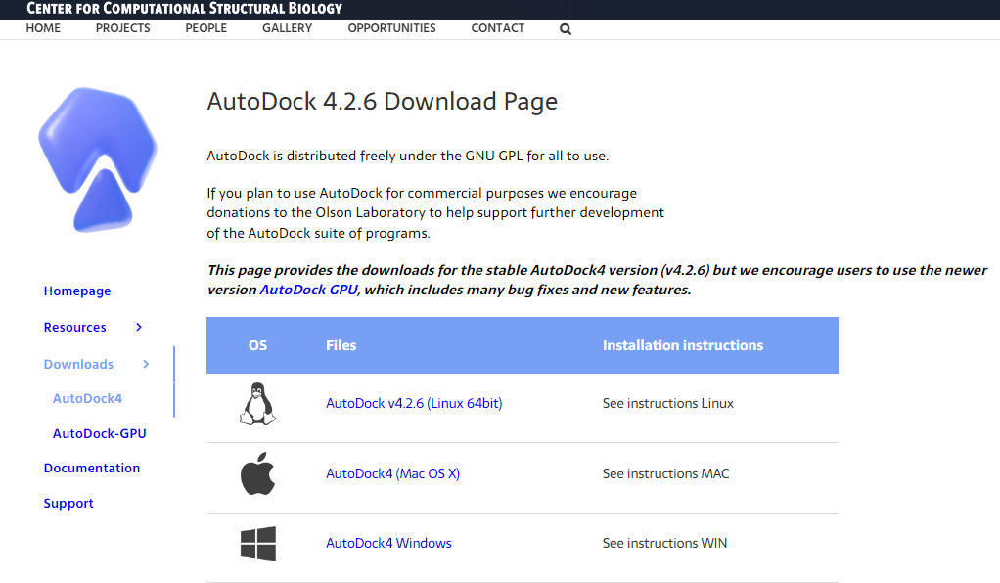 CENTER FOR COMPUTATIONAL STRUCTURAL BIOLOGY
HOME PROJECTS PEOPLE GALLERY OPPORTUNITIES CONTACT
AutoDock 4.2.6 Download Page
AutoDock is distributed freely under the GNU GPL for all to use.
If you plan to use AutoDock for commercial purposes we encourage
donations to the Olson Laboratory to help support further development
of the AutoDock suite of programs.
This page provides the downloads for the stable AutoDock4 version (v4.2.6) but we encourage users to use the newer
version AutoDock GPU, which includes many bug fixes and new features.
Homepage
Resources
Downloads
AutoDock4
AutoDock-GPU
Documentation
Support
OS Files Installation instructions
AutoDock v4.2.6 (Linux 64bit) See instructions Linux
AutoDock4 (Mac OS X) See instructions MAC
AutoDock4 Windows See instructions WIN